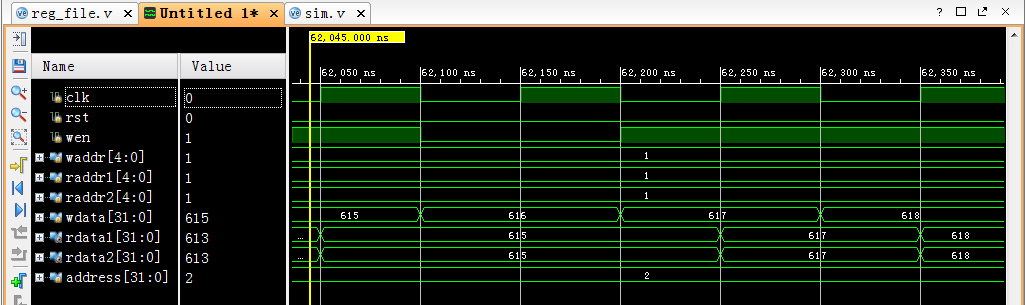 reg_file.v
Untitled 1*
sim.v
62,045.000 ns
Name Value
62,050 ns 62,100 ns 62,150 ns 62,200 ns 62,250 ns 62,300 ns 62,350 ns
clk 0
rst 0
wen 1
waddr[4:0] 1 1
raddr1[4:0] 1 1
raddr2[4:0] 1 1
wdata[31:0] 615 615 616 617 618
rdata1[31:0] 613 ... 615 617 618
rdata2[31:0] 613 ... 615 617 618
address[31:0] 2 2